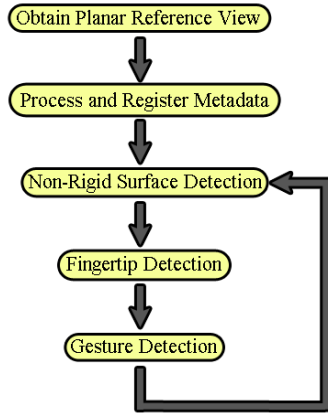 Obtain Planar Reference View
Process and Register Metadata
Non-Rigid Surface Detection
Fingertip Detection
Gesture Detection